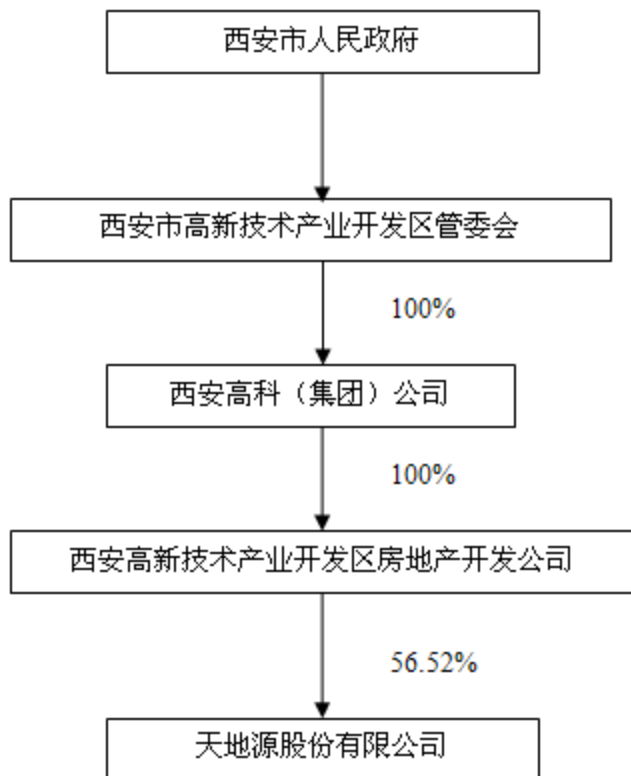 西安市人民政府
西安市高新技术产业开发区管委会
100%
西安高科（集团）公司
100%
西安高新技术产业开发区房地产开发公司
56.52%
天地源股份有限公司